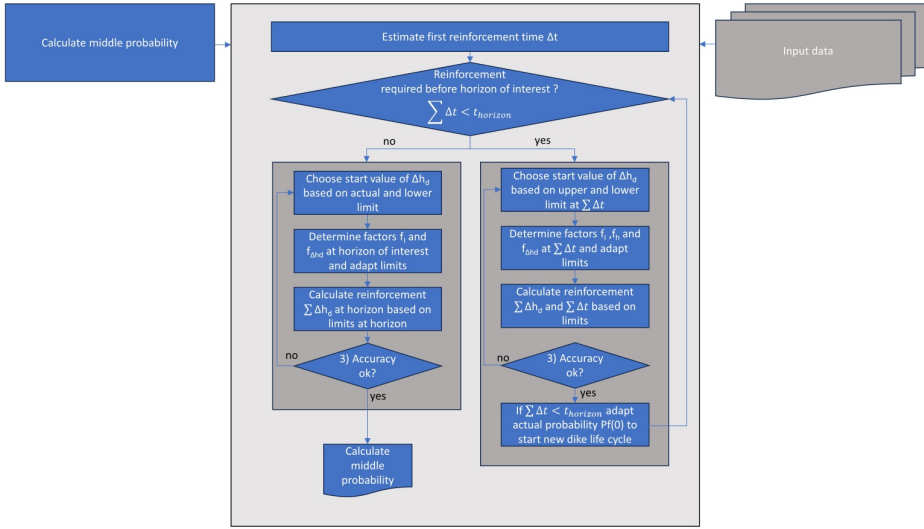 Calculate middle probability
Input data
Estimate first reinforcement time Δt
Reinforcement
required before horizon of interest ?
∑ Δt < t_horizon
no
yes
Choose start value of Δh_d
based on actual and lower
limit
Determine factors f_l and
f_Δhd at horizon of interest
and adapt limits
Calculate reinforcement
∑ Δh_d at horizon based on
limits at horizon
3) Accuracy
ok?
no
yes
Calculate
middle
probability
Choose start value of Δh_d
based on upper and lower
limit at ∑ Δt
Determine factors f_l ,f_h and
f_Δhd at ∑ Δt and adapt
limits
Calculate reinforcement
∑ Δh_d and ∑ Δt based on
limits
3) Accuracy
ok?
no
yes
If ∑ Δt < t_horizon adapt
actual probability Pf(0) to
start new dike life cycle